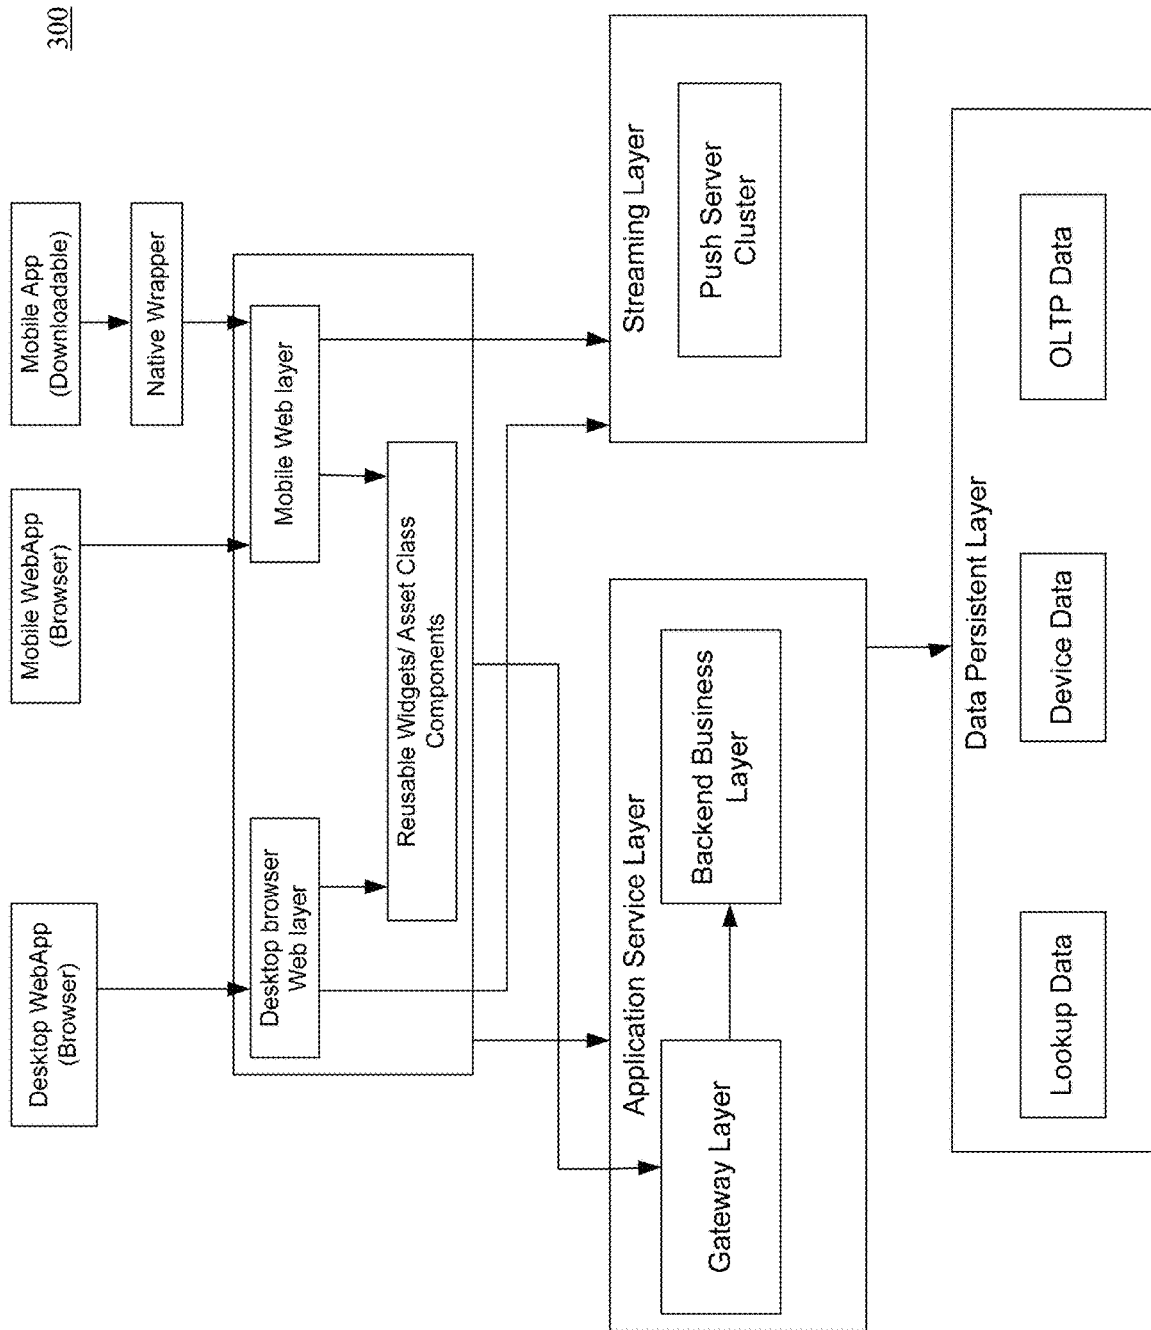 300
Desktop WebApp
(Browser)
Mobile WebApp
(Browser)
Mobile App
(Downloadable)
Native Wrapper
Desktop browser
Web layer
Mobile Web layer
Reusable Widgets/ Asset Class
Components
Application Service Layer
Gateway Layer
Backend Business
Layer
Streaming Layer
Push Server
Cluster
Data Persistent Layer
Lookup Data
Device Data
OLTP Data